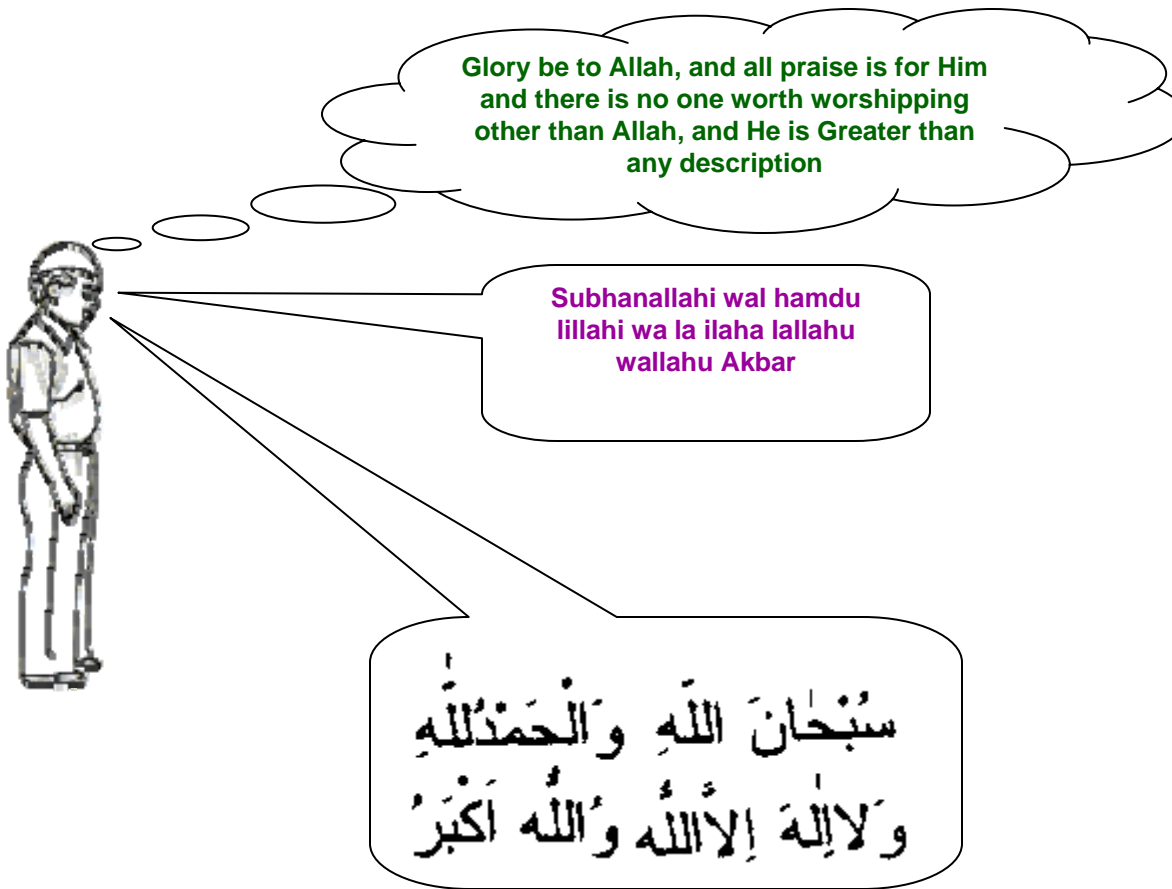 Glory be to Allah, and all praise is for Him
and there is no one worth worshipping
other than Allah, and He is Greater than
any description
Subhanallahi wal hamdu
lillahi wa la ilaha lallahu
wallahu Akbar
سُبْحٰانَ اللّٰهِ وَالْحَمْدُلِلّٰهِ
وَلااِلٰهَ اِلاَّاللّٰه وُاللّٰه اَكْبَرُ